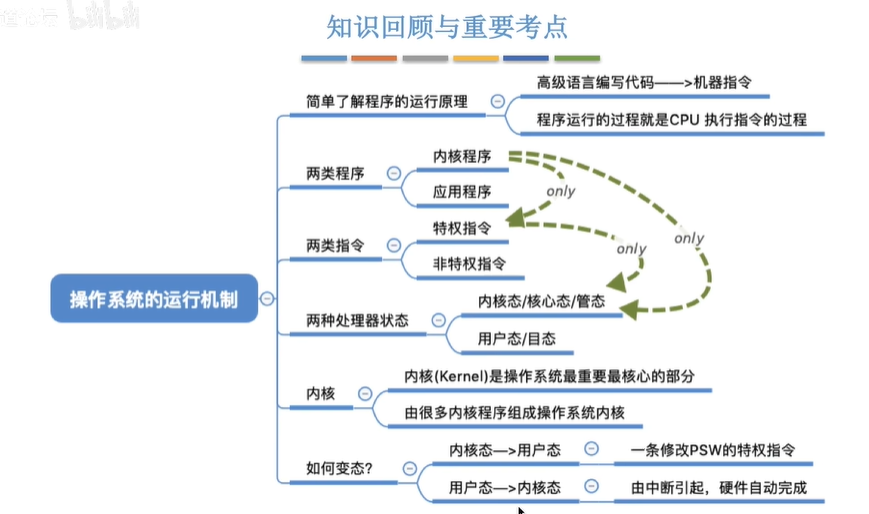 bilibili
知识回顾与重要考点
简单了解程序的运行原理
高级语言编写代码——>机器指令
程序运行的过程就是CPU 执行指令的过程
两类程序
内核程序
应用程序
only
两类指令
特权指令
非特权指令
only
only
操作系统的运行机制
两种处理器状态
内核态/核心态/管态
用户态/目态
内核
内核(Kernel)是操作系统最重要最核心的部分
由很多内核程序组成操作系统内核
如何变态?
内核态—>用户态
一条修改PSW的特权指令
用户态—>内核态
由中断引起，硬件自动完成